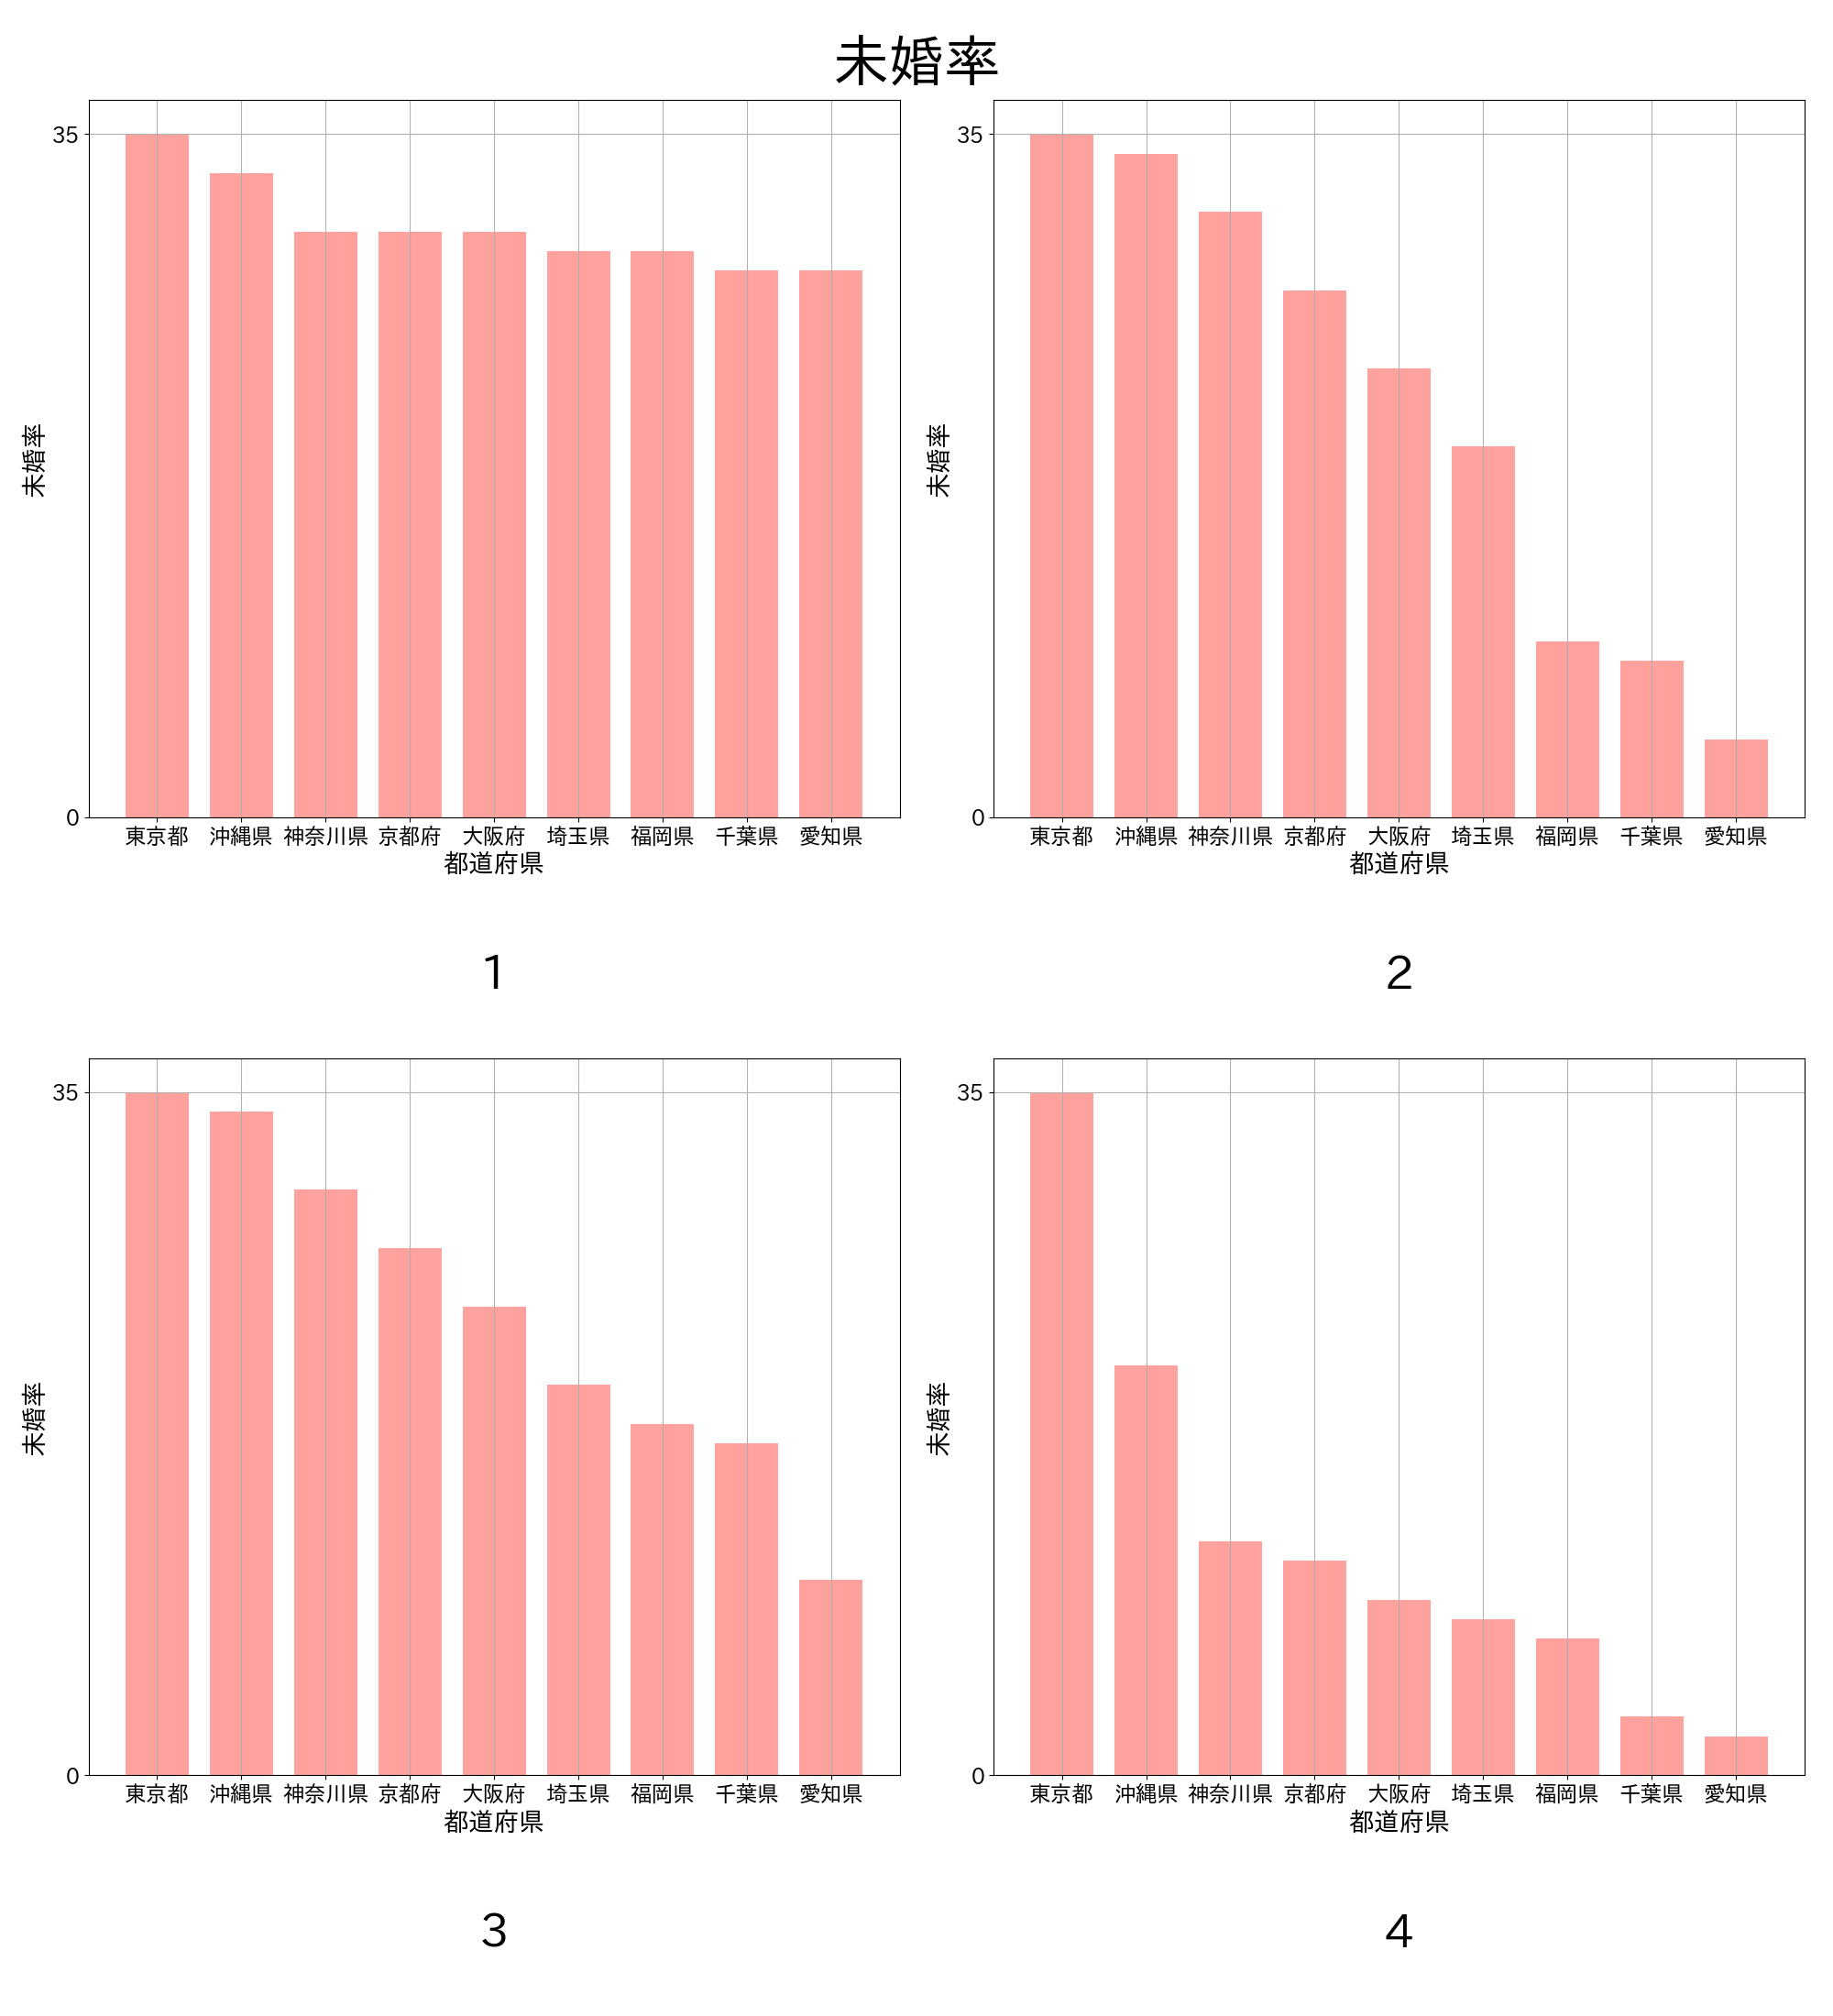 未婚率
35
0
未婚率
東京都 沖縄県 神奈川県 京都府 大阪府 埼玉県 福岡県 千葉県 愛知県
都道府県
1
35
0
未婚率
東京都 沖縄県 神奈川県 京都府 大阪府 埼玉県 福岡県 千葉県 愛知県
都道府県
2
35
0
未婚率
東京都 沖縄県 神奈川県 京都府 大阪府 埼玉県 福岡県 千葉県 愛知県
都道府県
3
35
0
未婚率
東京都 沖縄県 神奈川県 京都府 大阪府 埼玉県 福岡県 千葉県 愛知県
都道府県
4